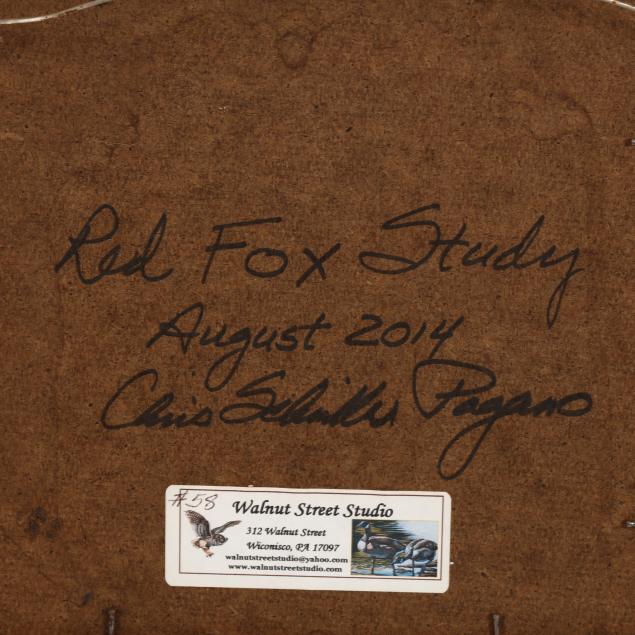 Red Fox Study
August 2014
Chris Schiller Pagano
#58
Walnut Street Studio
312 Walnut Street
Wiconisco, PA 17097
walnutstreetstudio@yahoo.com
www.walnutstreetstudio.com